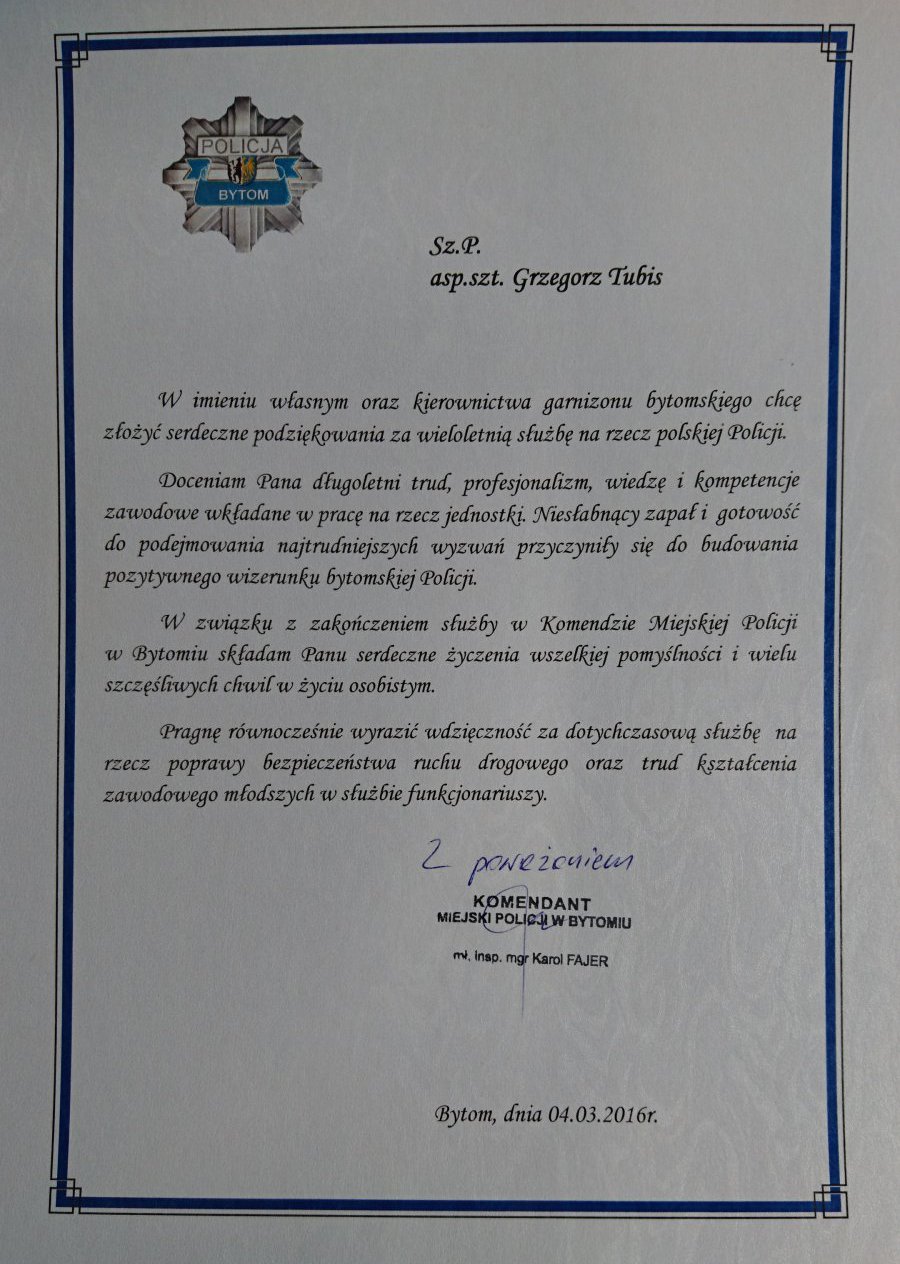 POLICJA
BYTOM
Sz.P.
asp.szt. Grzegorz Tubis
W imieniu własnym oraz kierownictwa garnizonu bytomskiego chcę
złożyć serdeczne podziękowania za wieloletnią służbę na rzecz polskiej Policji.
Doceniam Pana długoletni trud, profesjonalizm, wiedzę i kompetencje
zawodowe wkładane w pracę na rzecz jednostki. Niesłabnący zapał i gotowość
do podejmowania najtrudniejszych wyzwań przyczyniły się do budowania
pozytywnego wizerunku bytomskiej Policji.
W związku z zakończeniem służby w Komendzie Miejskiej Policji
w Bytomiu składam Panu serdeczne życzenia wszelkiej pomyślności i wielu
szczęśliwych chwil w życiu osobistym.
Pragnę równocześnie wyrazić wdzięczność za dotychczasową służbę na
rzecz poprawy bezpieczeństwa ruchu drogowego oraz trud kształcenia
zawodowego młodszych w służbie funkcjonariuszy.
Z poważaniem
KOMENDANT
MIEJSKI POLICJI W BYTOMIU
mł. insp. mgr Karol FAJER
Bytom, dnia 04.03.2016r.